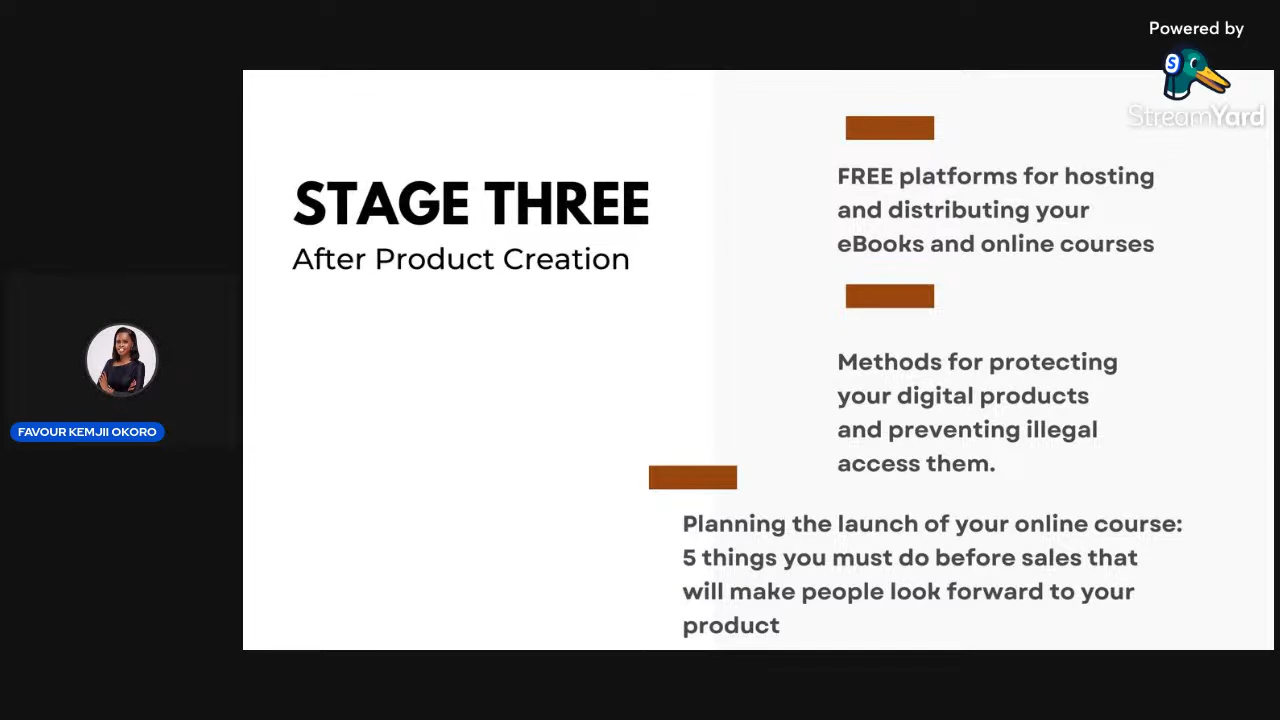 Powered by
StreamYard
STAGE THREE
After Product Creation
FREE platforms for hosting
and distributing your
eBooks and online courses
Methods for protecting
your digital products
and preventing illegal
access them.
FAVOUR KEMJII OKORO
Planning the launch of your online course:
5 things you must do before sales that
will make people look forward to your
product